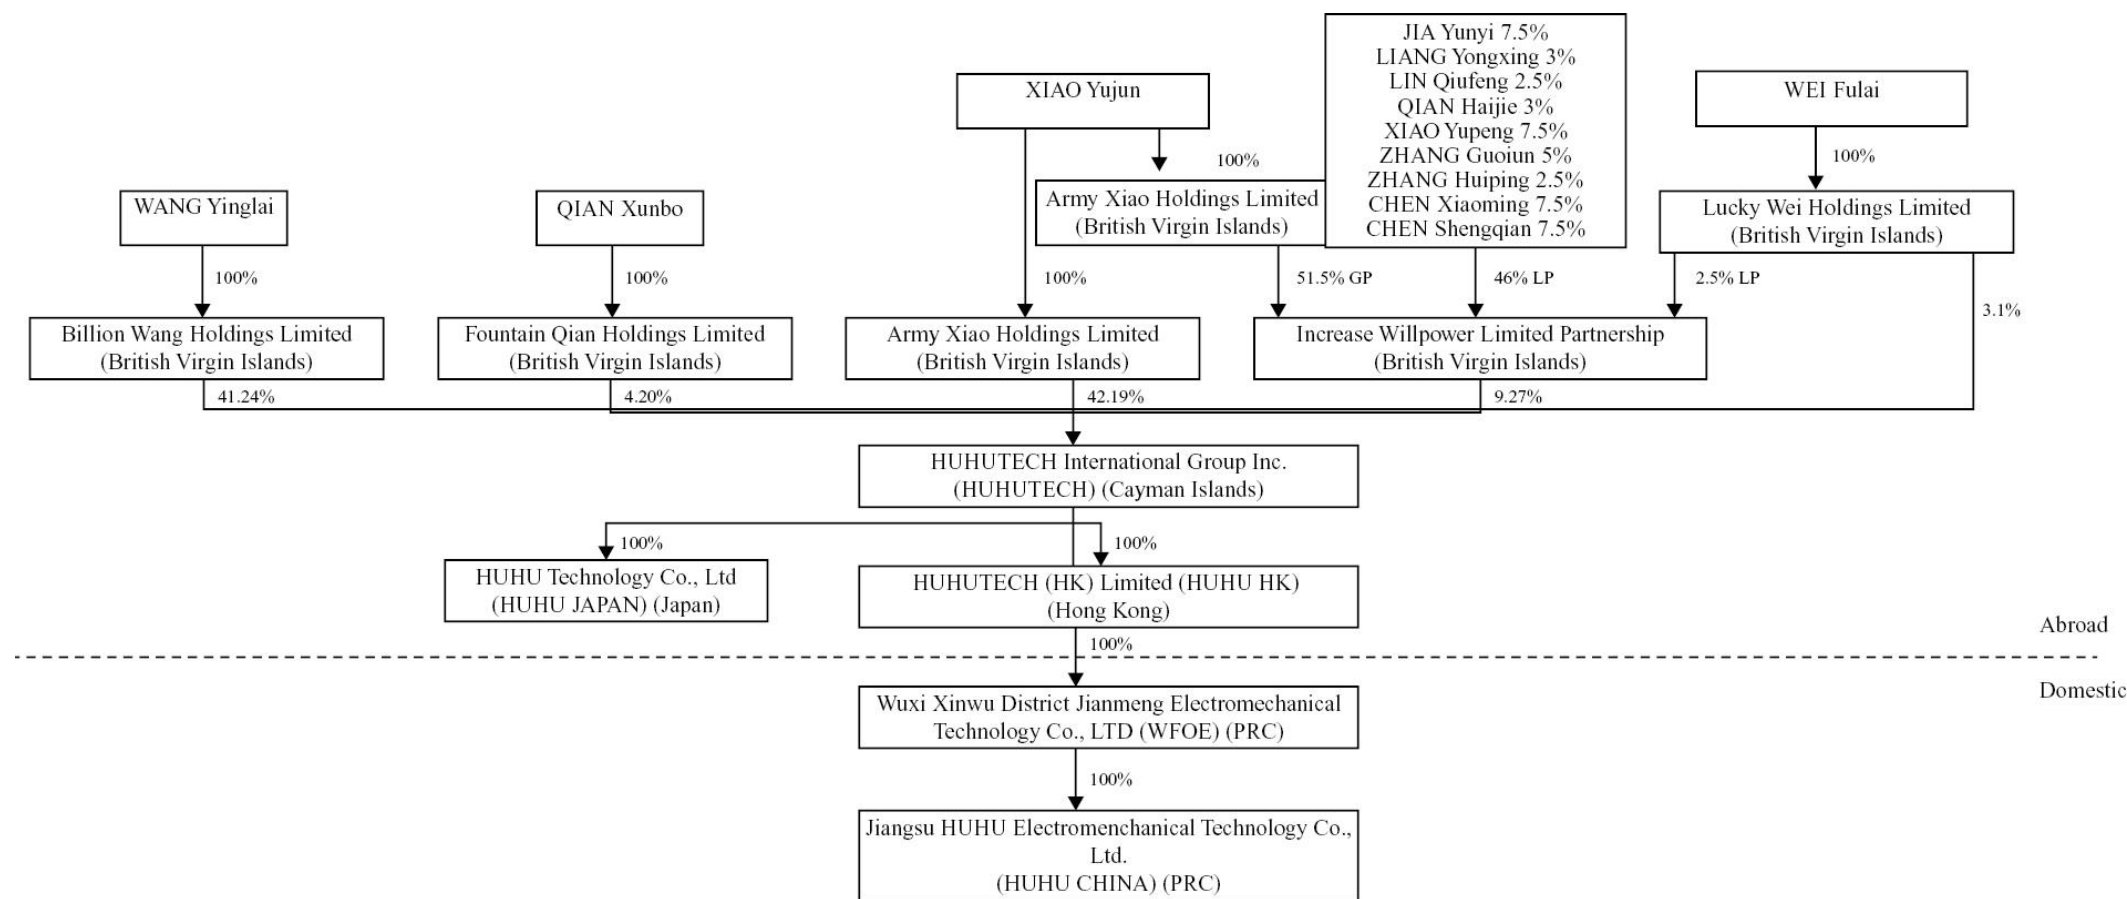 JIA Yunyi 7.5%
LIANG Yongxing 3%
LIN Qiufeng 2.5%
QIAN Haijie 3%
XIAO Yupeng 7.5%
ZHANG Guoiun 5%
ZHANG Huiping 2.5%
CHEN Xiaoming 7.5%
CHEN Shengqian 7.5%
XIAO Yujun
WEI Fulai
100%
100%
Army Xiao Holdings Limited
(British Virgin Islands)
Lucky Wei Holdings Limited
(British Virgin Islands)
WANG Yinglai
QIAN Xunbo
100%
100%
100%
51.5% GP
46% LP
2.5% LP
3.1%
Billion Wang Holdings Limited
(British Virgin Islands)
Fountain Qian Holdings Limited
(British Virgin Islands)
Army Xiao Holdings Limited
(British Virgin Islands)
Increase Willpower Limited Partnership
(British Virgin Islands)
41.24%
4.20%
42.19%
9.27%
HUHUTECH International Group Inc.
(HUHUTECH) (Cayman Islands)
100%
100%
HUHU Technology Co., Ltd
(HUHU JAPAN) (Japan)
HUHUTECH (HK) Limited (HUHU HK)
(Hong Kong)
Abroad
100%
Domestic
Wuxi Xinwu District Jianmeng Electromechanical
Technology Co., LTD (WFOE) (PRC)
100%
Jiangsu HUHU Electromenchanical Technology Co.,
Ltd.
(HUHU CHINA) (PRC)